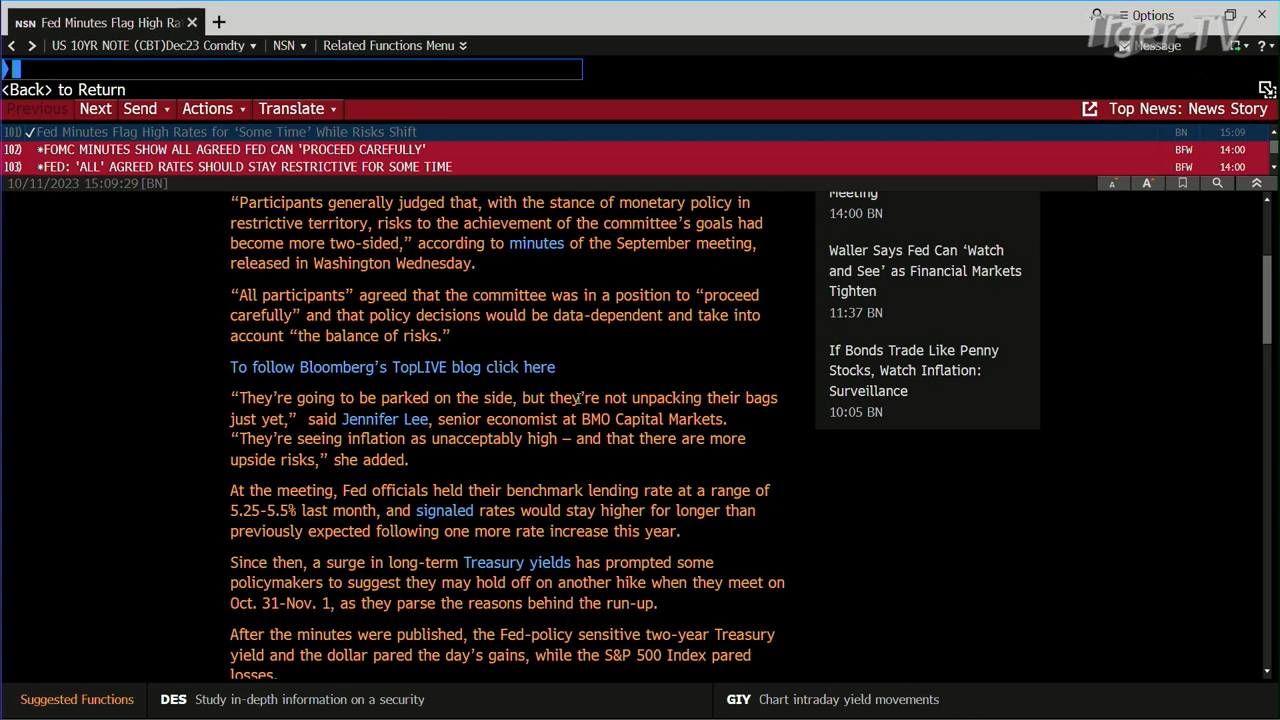 NSN Fed Minutes Flag High Ra
Options
Tiger-TV
US 10YR NOTE (CBT)Dec23 Comdty NSN Related Functions Menu
Message ?
<Back> to Return
Previous Next Send Actions Translate Top News: News Story
101) Fed Minutes Flag High Rates for ‘Some Time’ While Risks Shift BN 15:09
102) *FOMC MINUTES SHOW ALL AGREED FED CAN 'PROCEED CAREFULLY' BFW 14:00
103) *FED: 'ALL' AGREED RATES SHOULD STAY RESTRICTIVE FOR SOME TIME BFW 14:00
10/11/2023 15:09:29[BN] A A
“Participants generally judged that, with the stance of monetary policy in
restrictive territory, risks to the achievement of the committee’s goals had
become more two-sided,” according to minutes of the September meeting,
released in Washington Wednesday.
“All participants” agreed that the committee was in a position to “proceed
carefully” and that policy decisions would be data-dependent and take into
account “the balance of risks.”
To follow Bloomberg’s TopLIVE blog click here
“They’re going to be parked on the side, but they’re not unpacking their bags
just yet,” said Jennifer Lee, senior economist at BMO Capital Markets.
“They’re seeing inflation as unacceptably high – and that there are more
upside risks,” she added.
At the meeting, Fed officials held their benchmark lending rate at a range of
5.25-5.5% last month, and signaled rates would stay higher for longer than
previously expected following one more rate increase this year.
Since then, a surge in long-term Treasury yields has prompted some
policymakers to suggest they may hold off on another hike when they meet on
Oct. 31-Nov. 1, as they parse the reasons behind the run-up.
After the minutes were published, the Fed-policy sensitive two-year Treasury
yield and the dollar pared the day’s gains, while the S&P 500 Index pared
losses.
Meeting
14:00 BN
Waller Says Fed Can ‘Watch
and See’ as Financial Markets
Tighten
11:37 BN
If Bonds Trade Like Penny
Stocks, Watch Inflation:
Surveillance
10:05 BN
Suggested Functions DES Study in-depth information on a security GIY Chart intraday yield movements